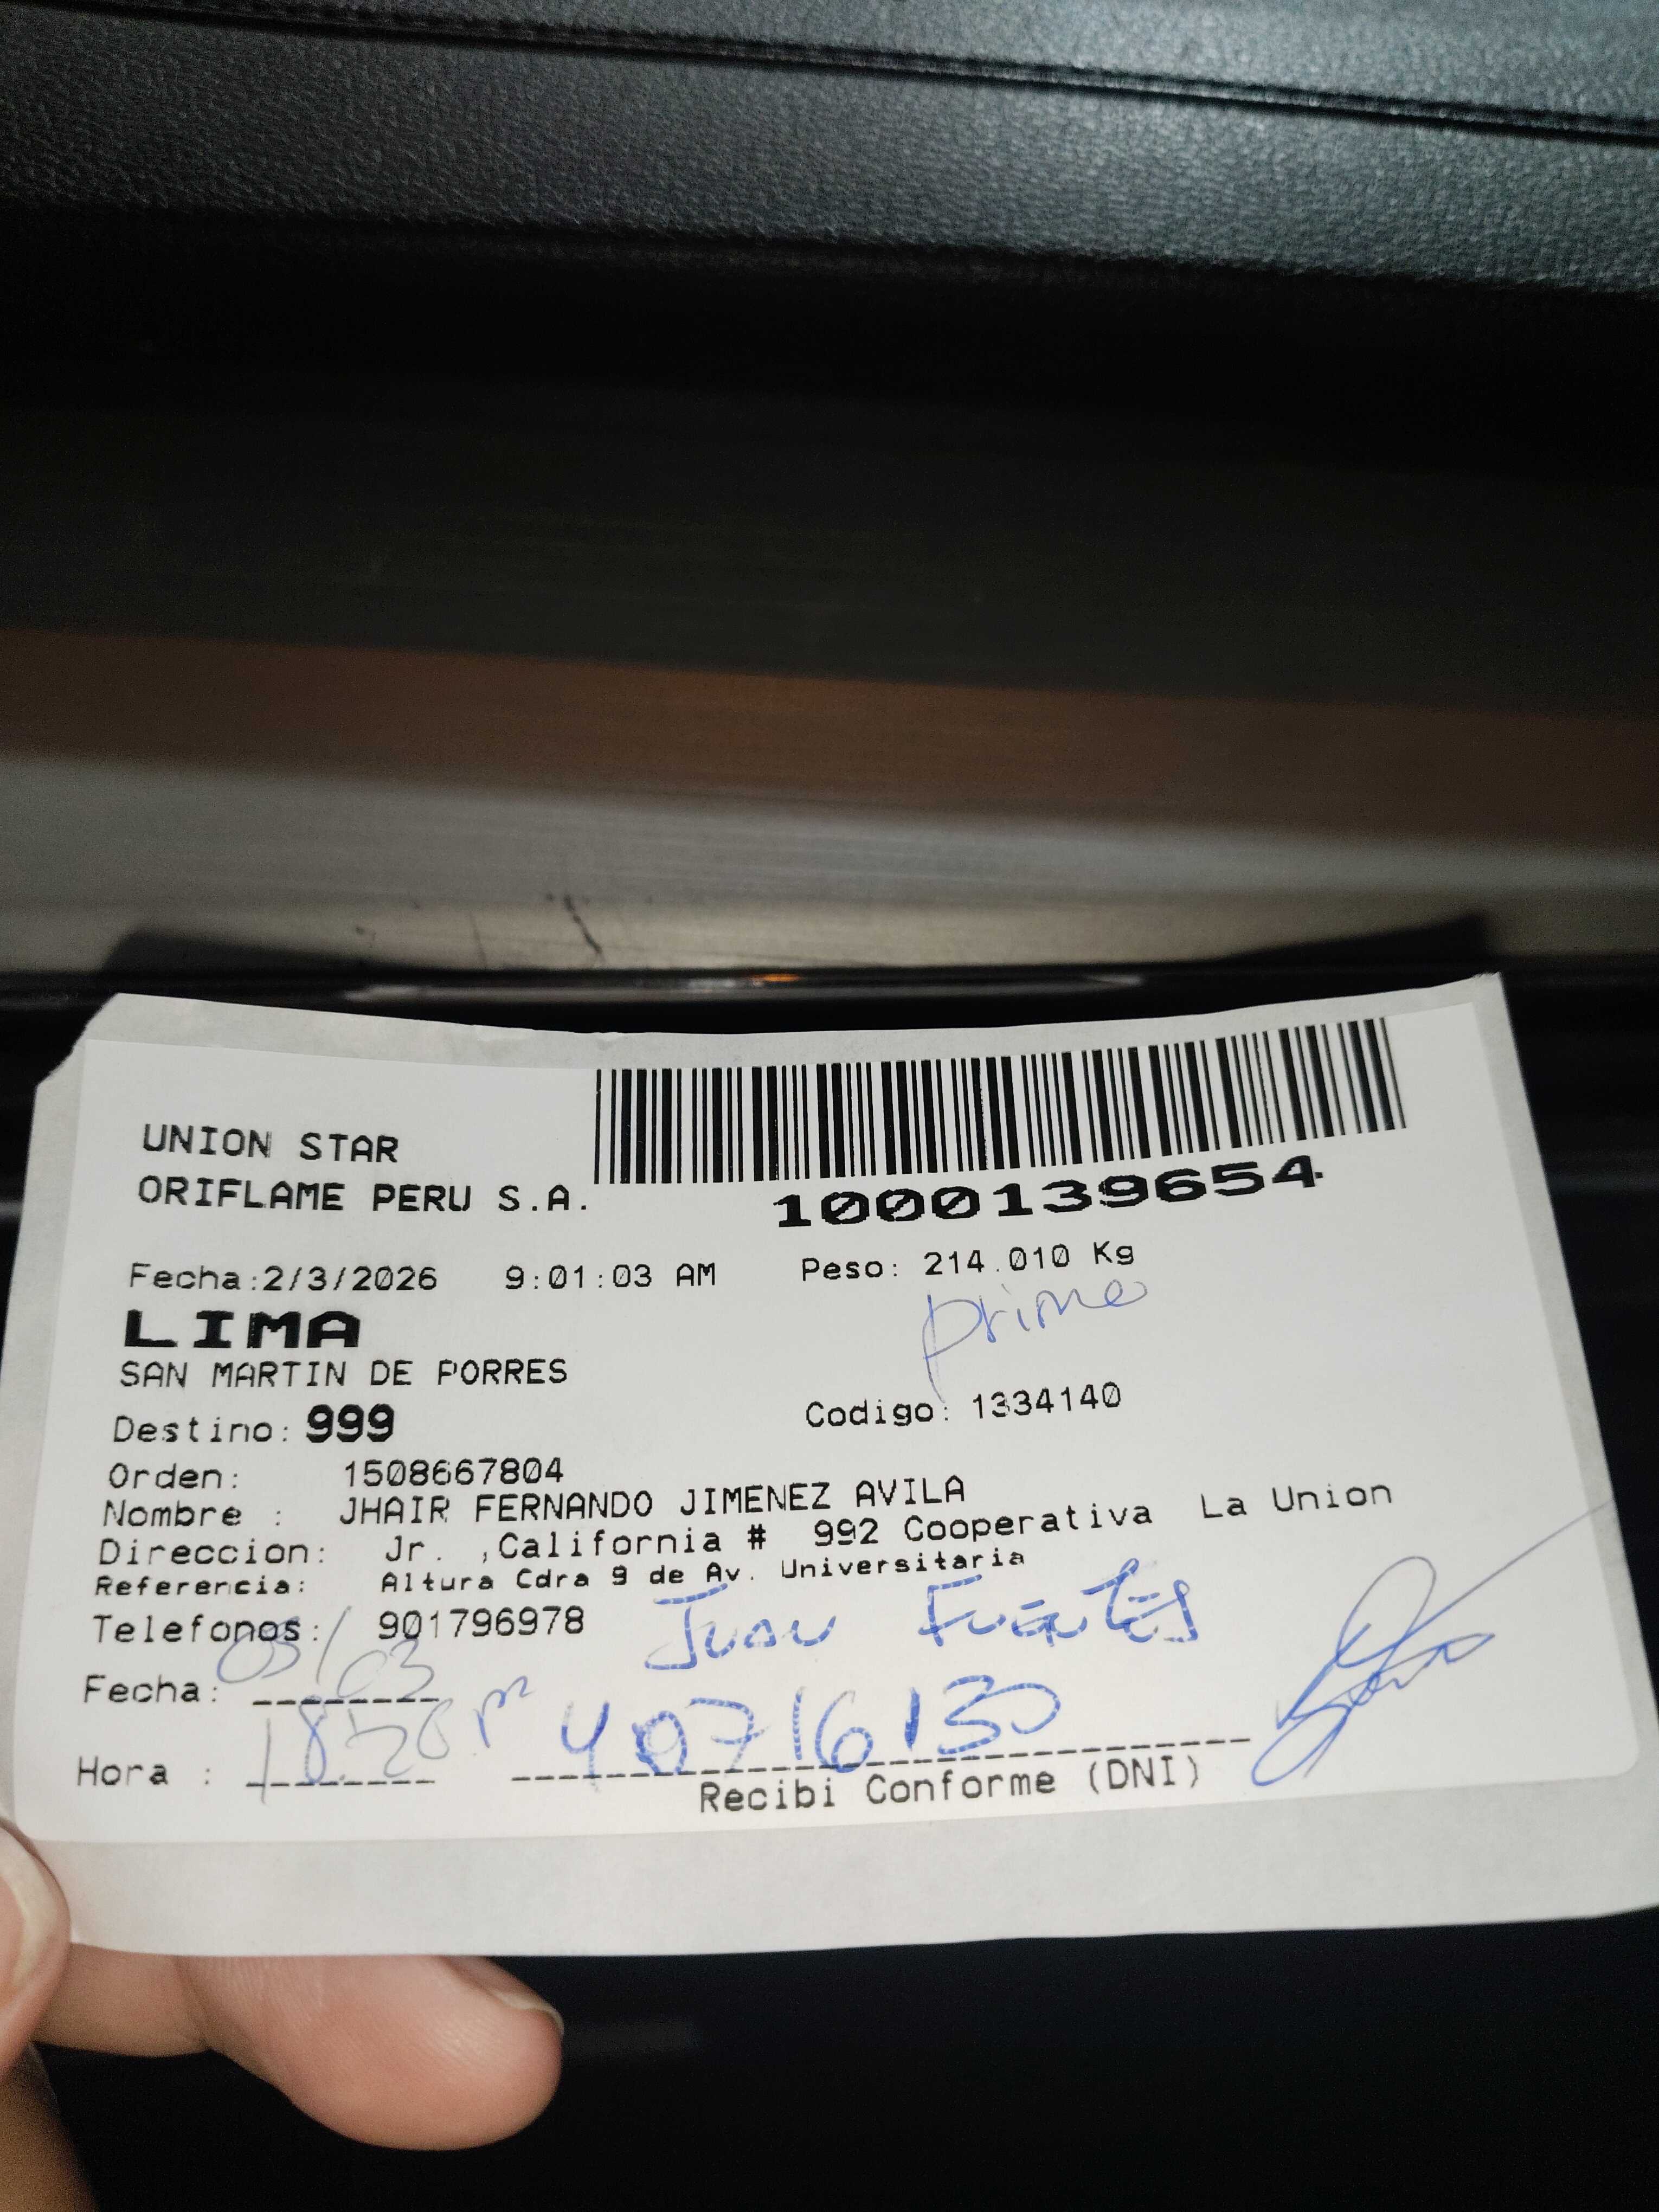 UNION STAR
ORIFLAME PERU S.A.
1000139654
Fecha:2/3/2026 9:01:03 AM Peso: 214.010 Kg
primo
LIMA
SAN MARTIN DE PORRES
Destino: 999 Codigo: 1334140
Orden: 1508667804
Nombre : JHAIR FERNANDO JIMENEZ AVILA
Direccion: Jr. ,California # 992 Cooperativa La Union
Referencia: Altura Cdra 9 de Av. Universitaria
Telefonos: 901796978
Juan Fuentes
Fecha: 03/03
Hora : 18:20 pm
Recibi Conforme (DNI)